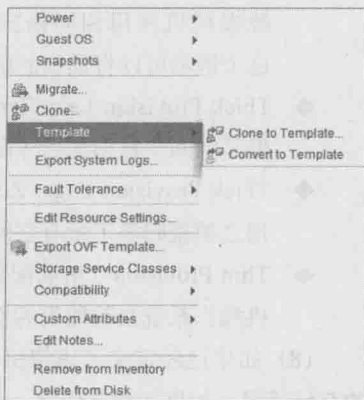 Power
Guest OS
Snapshots
Migrate...
Clone...
Template
Clone to Template...
Convert to Template
Export System Logs...
Fault Tolerance
Edit Resource Settings...
Export OVF Template...
Storage Service Classes
Compatibility
Custom Attributes
Edit Notes...
Remove from Inventory
Delete from Disk